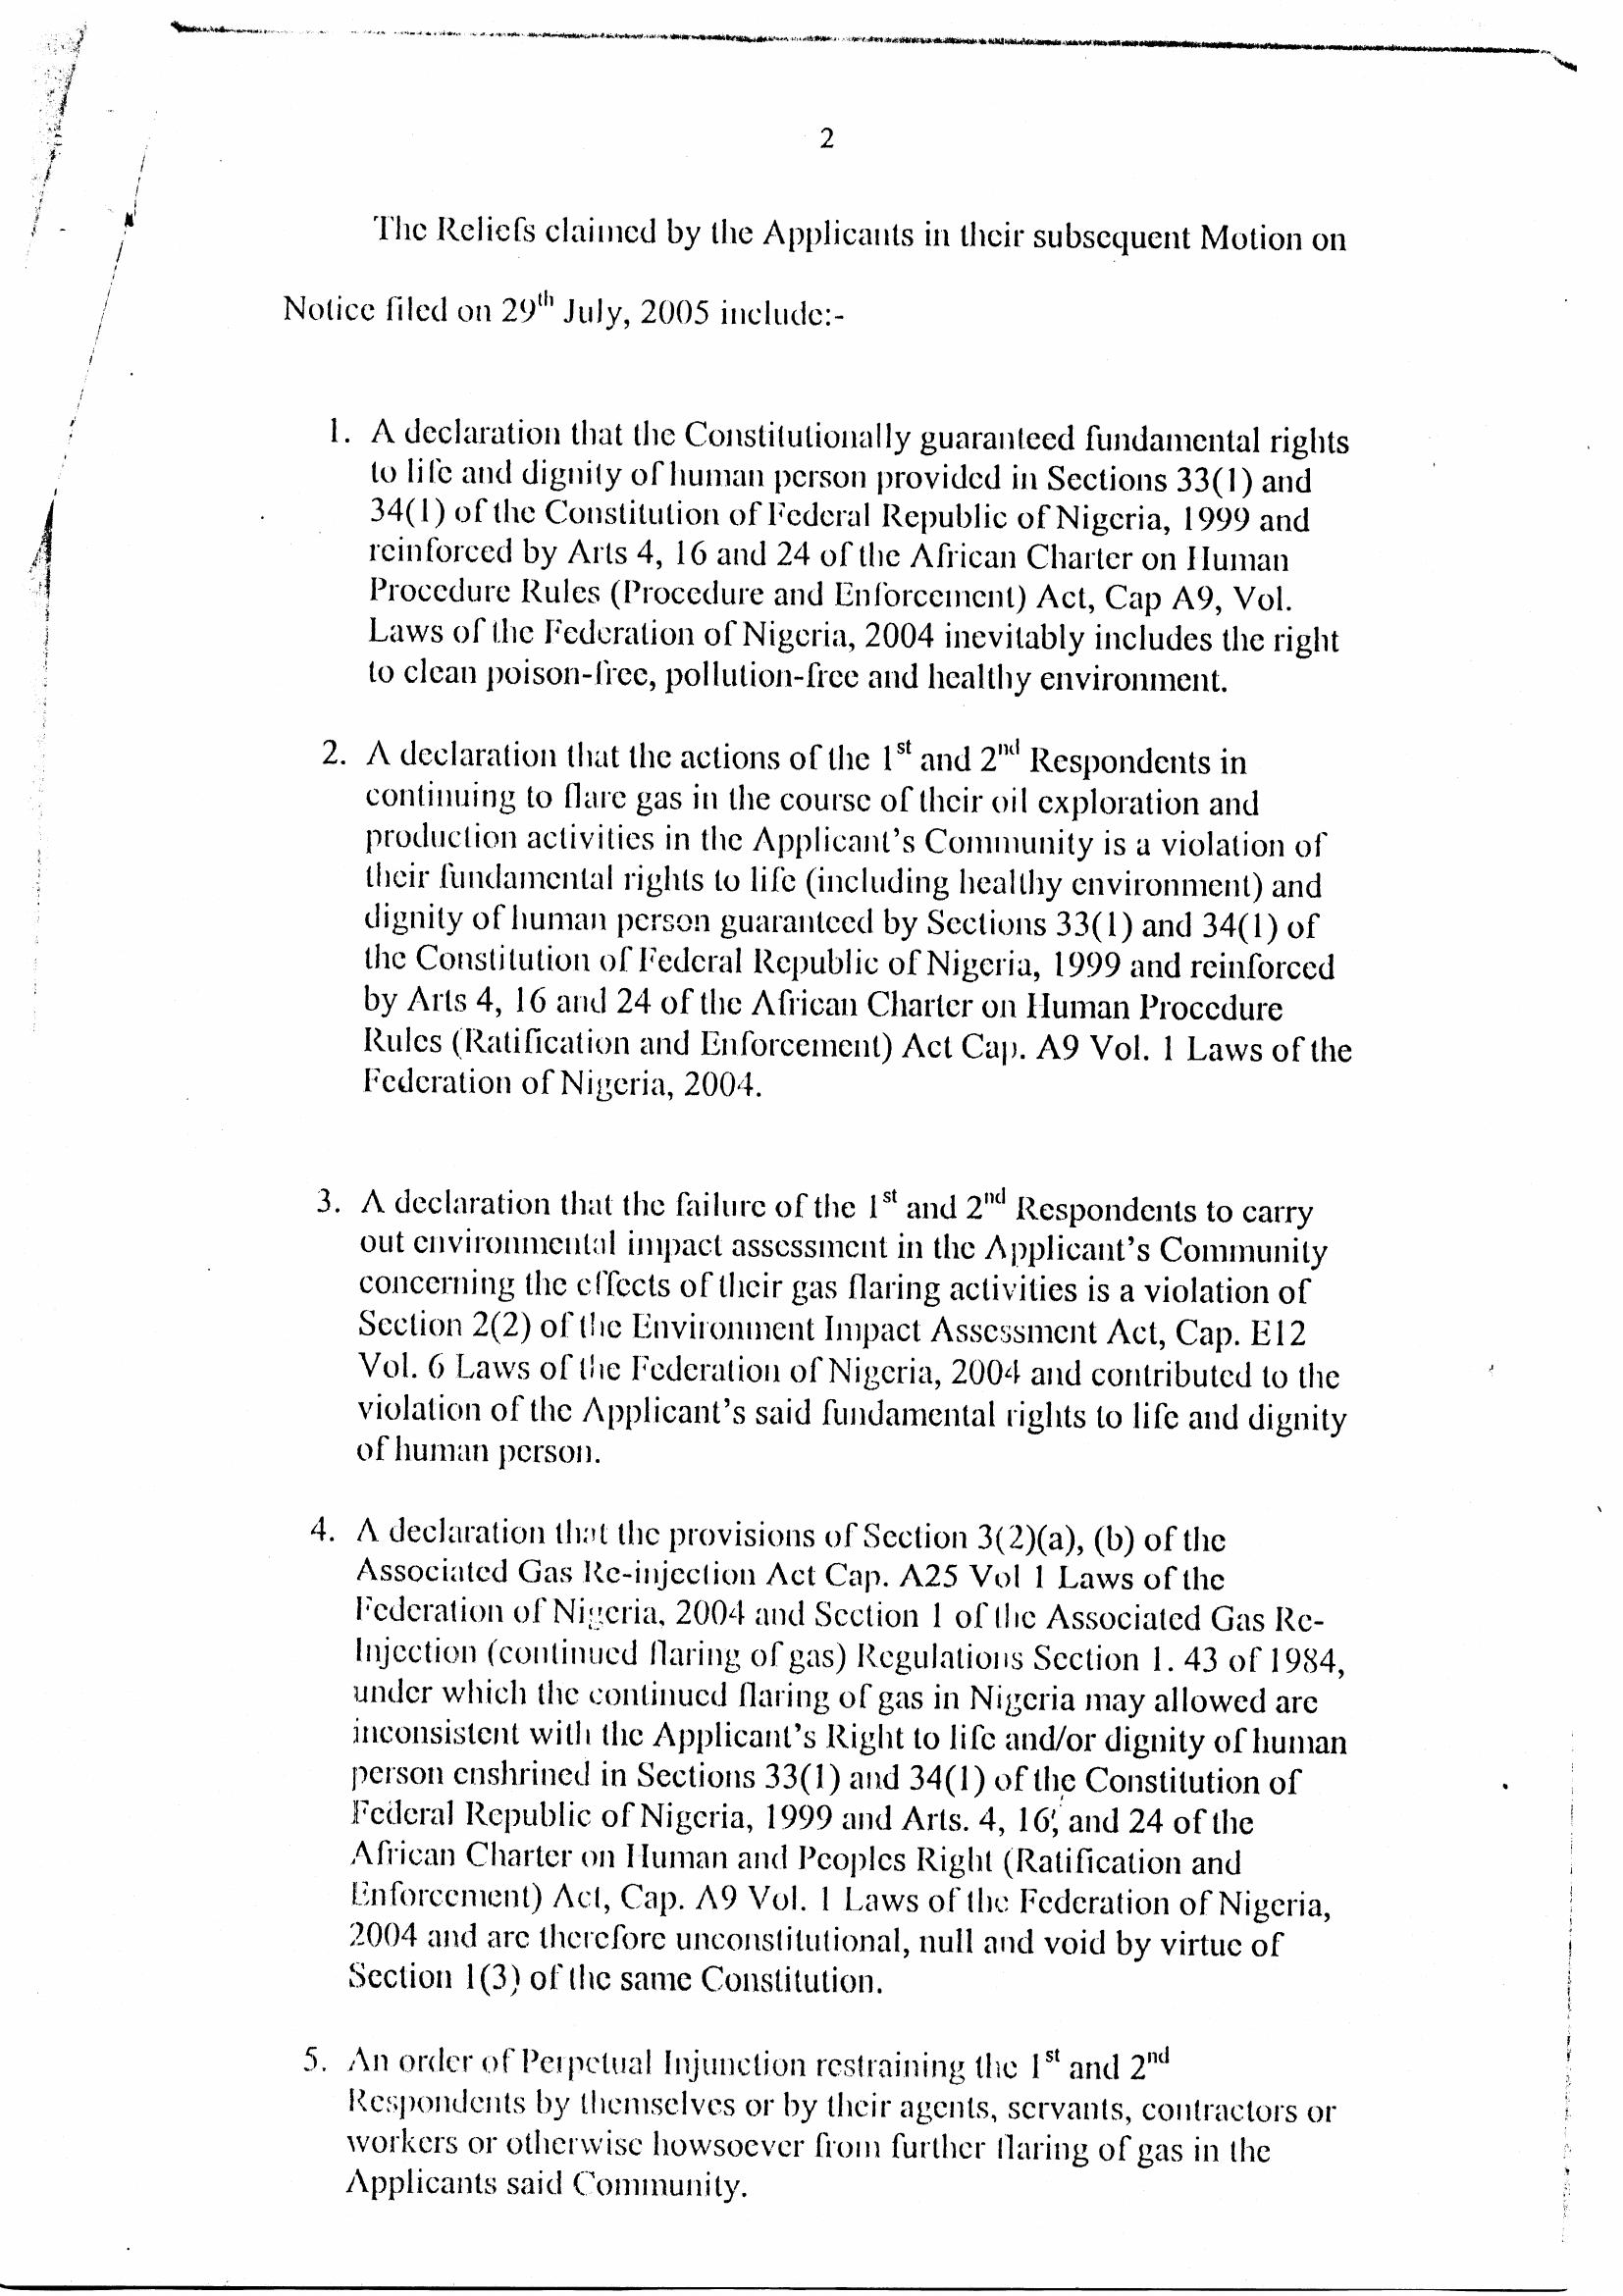 2
The Reliefs claimed by the Applicants in their subsequent Motion on
Notice filed on 29th July, 2005 include:-
1. A declaration that the Constitutionally guaranteed fundamental rights
to life and dignity of human person provided in Sections 33(1) and
34(1) of the Constitution of Federal Republic of Nigeria, 1999 and
reinforced by Arts 4, 16 and 24 of the African Charter on Human
Procedure Rules (Procedure and Enforcement) Act, Cap A9, Vol.
Laws of the Federation of Nigeria, 2004 inevitably includes the right
to clean poison-free, pollution-free and healthy environment.
2. A declaration that the actions of the 1st and 2nd Respondents in
continuing to flare gas in the course of their oil exploration and
production activities in the Applicant's Community is a violation of
their fundamental rights to life (including healthy environment) and
dignity of human person guaranteed by Sections 33(1) and 34(1) of
the Constitution of Federal Republic of Nigeria, 1999 and reinforced
by Arts 4, 16 and 24 of the African Charter on Human Procedure
Rules (Ratification and Enforcement) Act Cap. A9 Vol. 1 Laws of the
Federation of Nigeria, 2004.
3. A declaration that the failure of the 1st and 2nd Respondents to carry
out environmental impact assessment in the Applicant's Community
concerning the effects of their gas flaring activities is a violation of
Section 2(2) of the Environment Impact Assessment Act, Cap. E12
Vol. 6 Laws of the Federation of Nigeria, 2004 and contributed to the
violation of the Applicant's said fundamental rights to life and dignity
of human person.
4. A declaration that the provisions of Section 3(2)(a), (b) of the
Associated Gas Re-injection Act Cap. A25 Vol 1 Laws of the
Federation of Nigeria, 2004 and Section 1 of the Associated Gas Re-
Injection (continued flaring of gas) Regulations Section 1. 43 of 1984,
under which the continued flaring of gas in Nigeria may allowed are
inconsistent with the Applicant's Right to life and/or dignity of human
person enshrined in Sections 33(1) and 34(1) of the Constitution of
Federal Republic of Nigeria, 1999 and Arts. 4, 16, and 24 of the
African Charter on Human and Peoples Right (Ratification and
Enforcement) Act, Cap. A9 Vol. 1 Laws of the Federation of Nigeria,
2004 and are therefore unconstitutional, null and void by virtue of
Section 1(3) of the same Constitution.
5. An order of Perpetual Injunction restraining the 1st and 2nd
Respondents by themselves or by their agents, servants, contractors or
workers or otherwise howsoever from further flaring of gas in the
Applicants said Community.